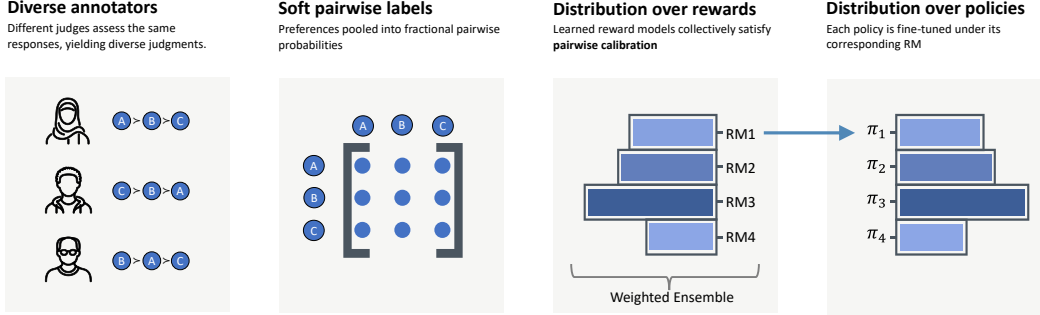 Diverse annotators
Different judges assess the same
responses, yielding diverse judgments.
A > B > C
C > B > A
B > A > C
Soft pairwise labels
Preferences pooled into fractional pairwise
probabilities
A B C
A
B
C
Distribution over rewards
Learned reward models collectively satisfy
pairwise calibration
RM1
RM2
RM3
RM4
Weighted Ensemble
Distribution over policies
Each policy is fine-tuned under its
corresponding RM
π₁
π₂
π₃
π₄